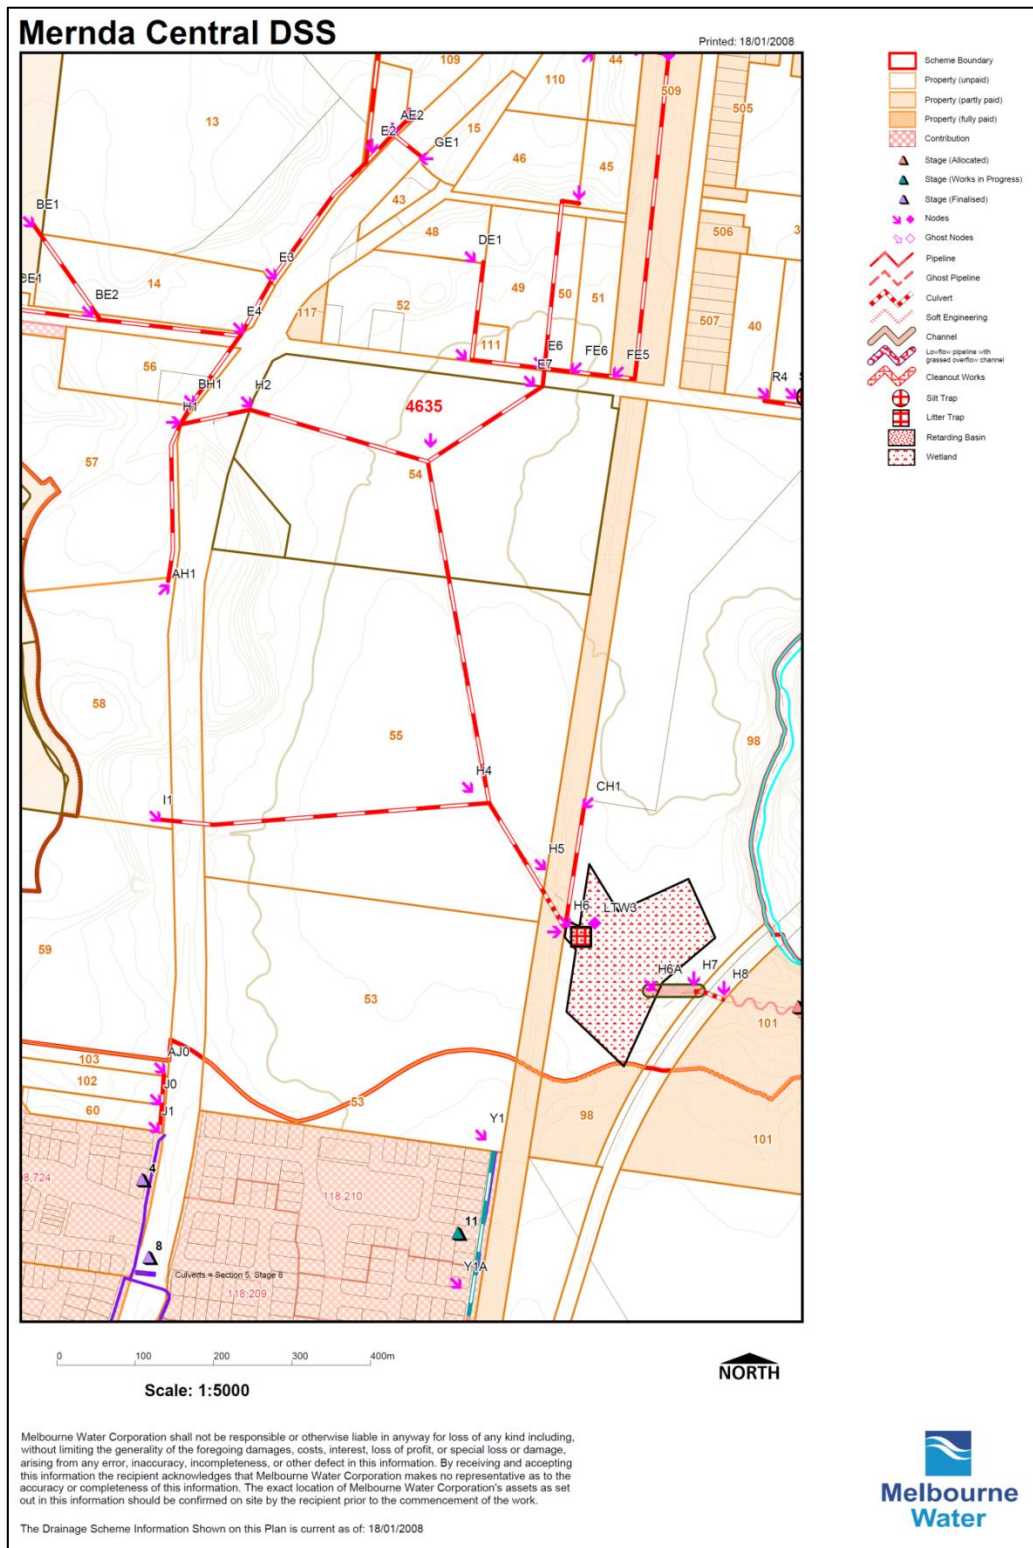 Mernda Central DSS
Printed: 18/01/2008
Scheme Boundary
Property (unpaid)
Property (partly paid)
Property (fully paid)
Contribution
Stage (Allocated)
Stage (Works in Progress)
Stage (Finalised)
Nodes
Ghost Nodes
Pipeline
Ghost Pipeline
Culvert
Soft Engineering
Channel
Lowflow pipeline with
grassed overflow channel
Cleanout Works
Silt Trap
Litter Trap
Retarding Basin
Wetland
109
110
44
509
505
13
AE2
E2
15
GE1
46
45
43
BE1
48
DE1
506
3
E3
14
BE2
E4
117
52
49
50
51
507
40
111
E6
FE6
FE5
E7
56
BH1
H2
H1
R4
4635
54
57
AH1
58
55
98
H4
CH1
I1
H5
H6
LTW3
H6A
H7
H8
59
53
101
103
AJ0
102
J0
60
J1
53
98
101
Y1
4
118,210
11
8
Culverts = Section 5, Stage 8
Y1A
118,209
0 100 200 300 400m
Scale: 1:5000
NORTH
Melbourne Water Corporation shall not be responsible or otherwise liable in anyway for loss of any kind including,
without limiting the generality of the foregoing damages, costs, interest, loss of profit, or special loss or damage,
arising from any error, inaccuracy, incompleteness, or other defect in this information. By receiving and accepting
this information the recipient acknowledges that Melbourne Water Corporation makes no representative as to the
accuracy or completeness of this information. The exact location of Melbourne Water Corporation's assets as set
out in this information should be confirmed on site by the recipient prior to the commencement of the work.
The Drainage Scheme Information Shown on this Plan is current as of: 18/01/2008
Melbourne
Water